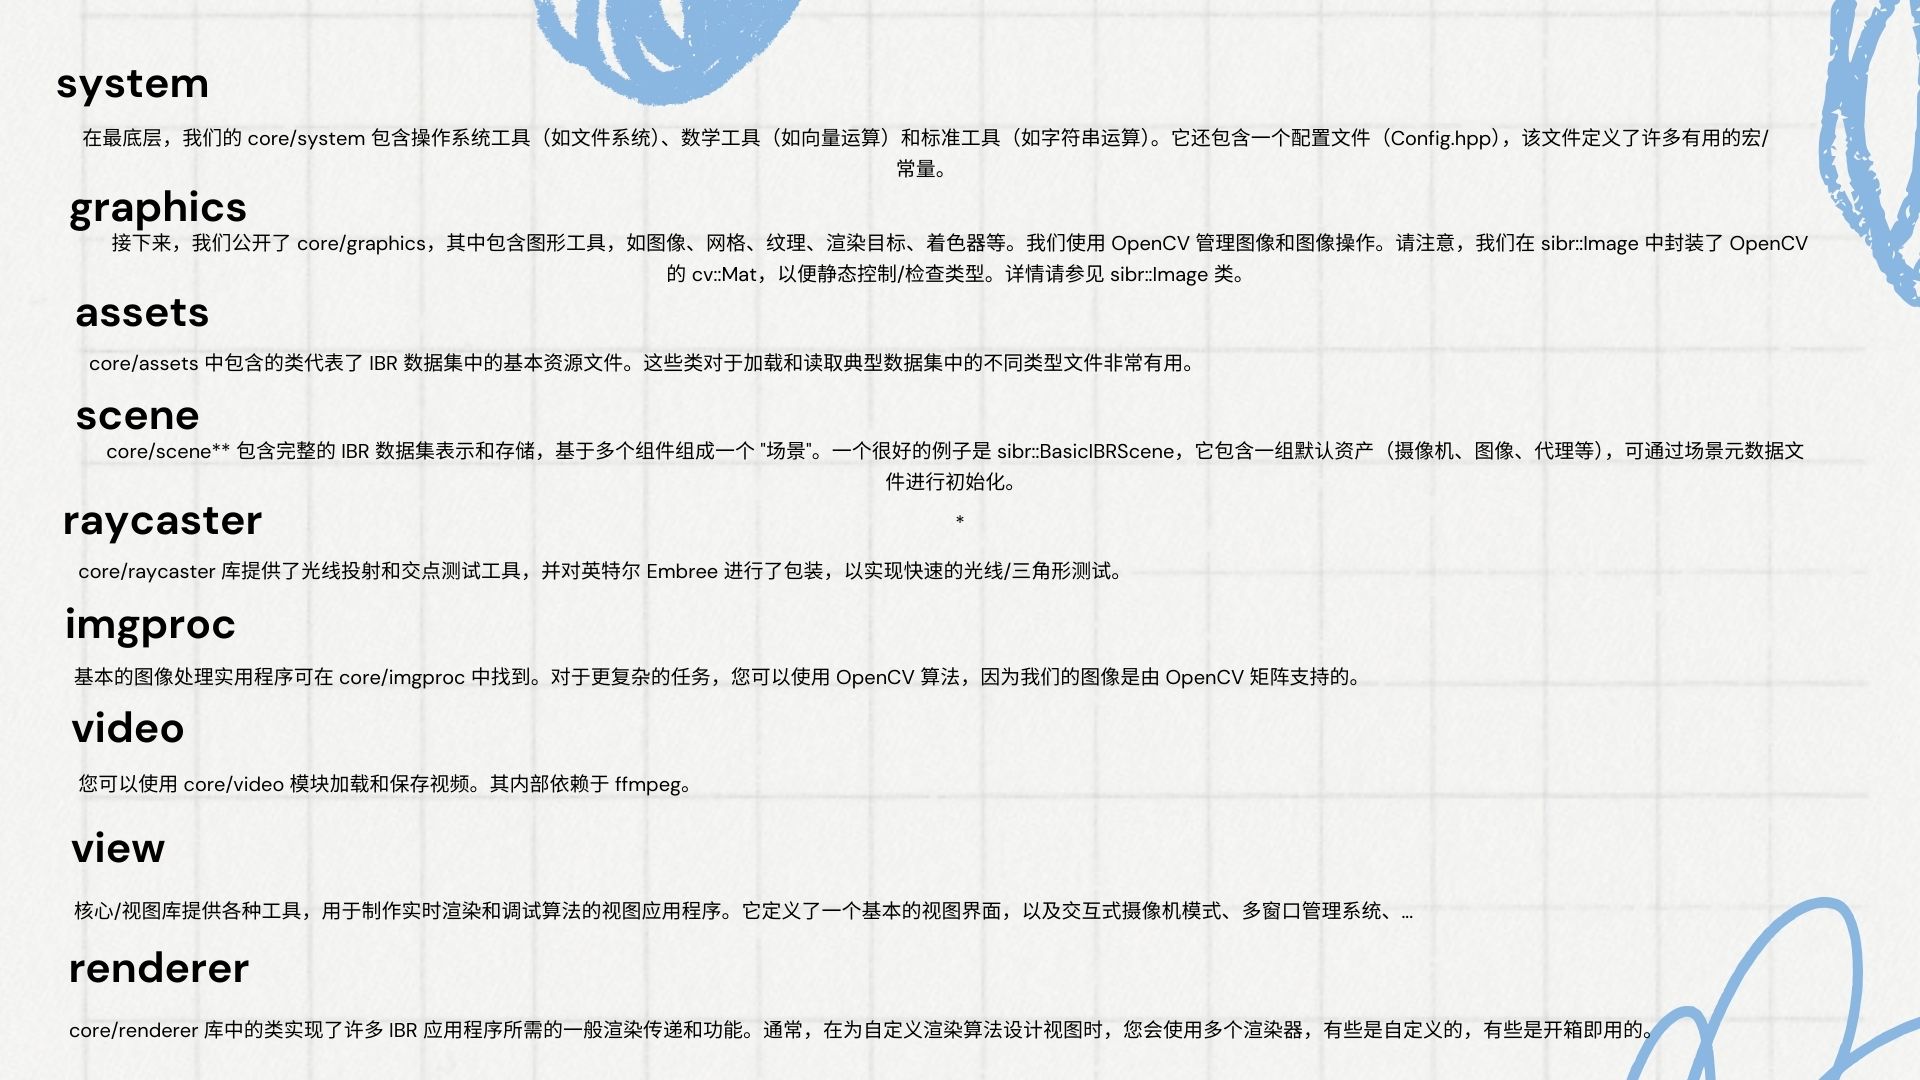 system
在最底层，我们的 core/system 包含操作系统工具（如文件系统）、数学工具（如向量运算）和标准工具（如字符串运算）。它还包含一个配置文件（Config.hpp），该文件定义了许多有用的宏/
常量。
graphics
接下来，我们公开了 core/graphics，其中包含图形工具，如图像、网格、纹理、渲染目标、着色器等。我们使用 OpenCV 管理图像和图像操作。请注意，我们在 sibr::Image 中封装了 OpenCV
的 cv::Mat，以便静态控制/检查类型。详情请参见 sibr::Image 类。
assets
core/assets 中包含的类代表了 IBR 数据集中的基本资源文件。这些类对于加载和读取典型数据集中的不同类型文件非常有用。
scene
core/scene** 包含完整的 IBR 数据集表示和存储，基于多个组件组成一个 "场景"。一个很好的例子是 sibr::BasicIBRScene，它包含一组默认资产（摄像机、图像、代理等），可通过场景元数据文
件进行初始化。
raycaster
*
core/raycaster 库提供了光线投射和交点测试工具，并对英特尔 Embree 进行了包装，以实现快速的光线/三角形测试。
imgproc
基本的图像处理实用程序可在 core/imgproc 中找到。对于更复杂的任务，您可以使用 OpenCV 算法，因为我们的图像是由 OpenCV 矩阵支持的。
video
您可以使用 core/video 模块加载和保存视频。其内部依赖于 ffmpeg。
view
核心/视图库提供各种工具，用于制作实时渲染和调试算法的视图应用程序。它定义了一个基本的视图界面，以及交互式摄像机模式、多窗口管理系统、...
renderer
core/renderer 库中的类实现了许多 IBR 应用程序所需的一般渲染传递和功能。通常，在为自定义渲染算法设计视图时，您会使用多个渲染器，有些是自定义的，有些是开箱即用的。